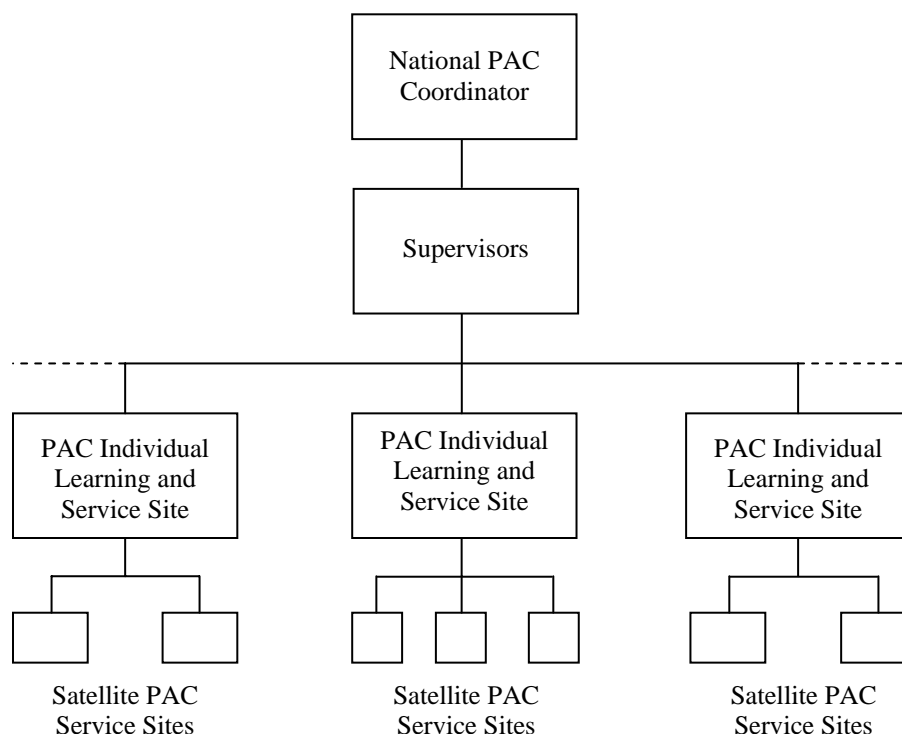 National PAC
Coordinator
Supervisors
PAC Individual
Learning and
Service Site
PAC Individual
Learning and
Service Site
PAC Individual
Learning and
Service Site
Satellite PAC
Service Sites
Satellite PAC
Service Sites
Satellite PAC
Service Sites